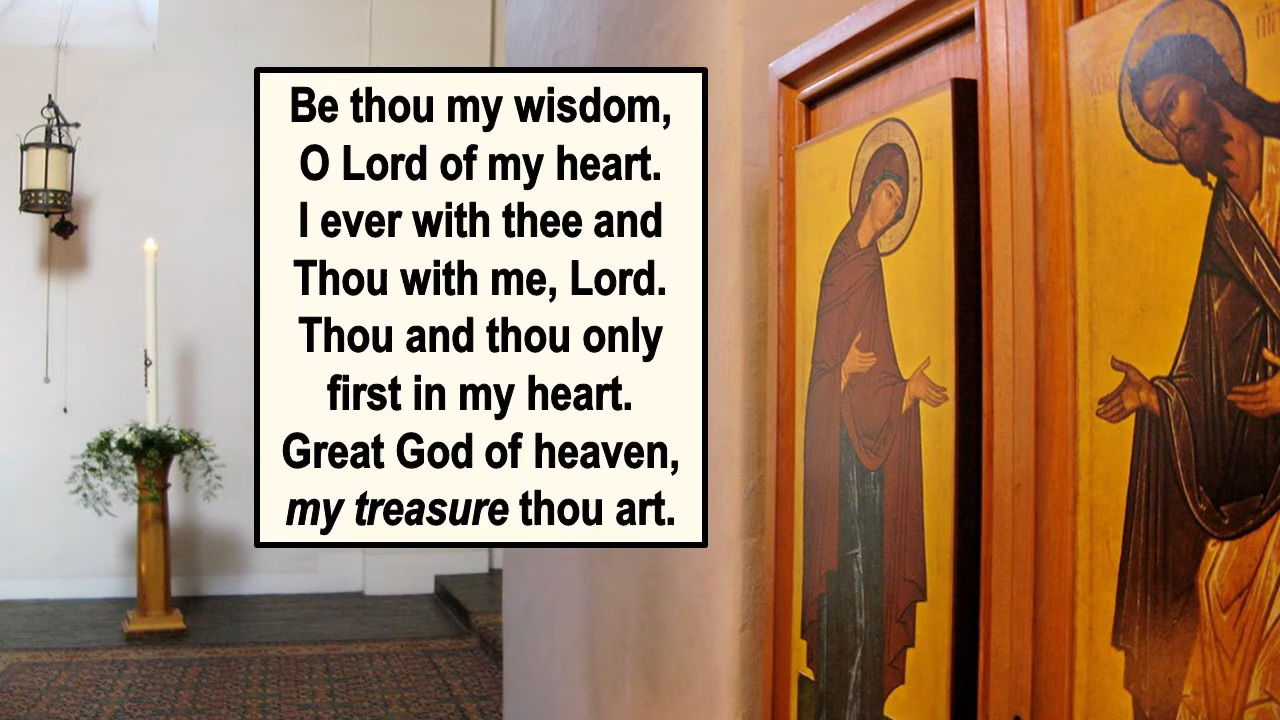 Be thou my wisdom,
O Lord of my heart.
I ever with thee and
Thou with me, Lord.
Thou and thou only
first in my heart.
Great God of heaven,
my treasure thou art.